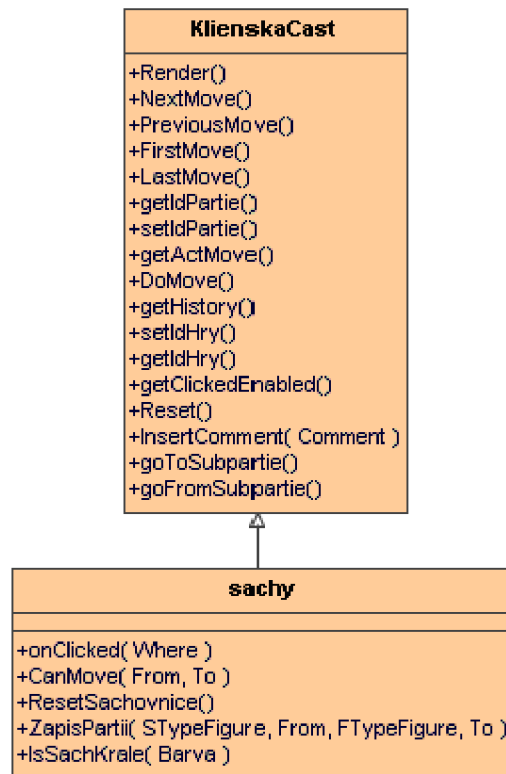 KlienskaCast
+Render()
+NextMove()
+PreviousMove()
+FirstMove()
+LastMove()
+getIdPartie()
+setIdPartie()
+getActMove()
+DoMove()
+getHistory()
+setIdHry()
+getIdHry()
+getClickedEnabled()
+Reset()
+InsertComment( Comment )
+goToSubpartie()
+goFromSubpartie()
sachy
+onClicked( Where )
+CanMove( From, To )
+ResetSachovnice()
+ZapisPartii( STypeFigure, From, FTypeFigure, To )
+IsSachKrale( Barva )